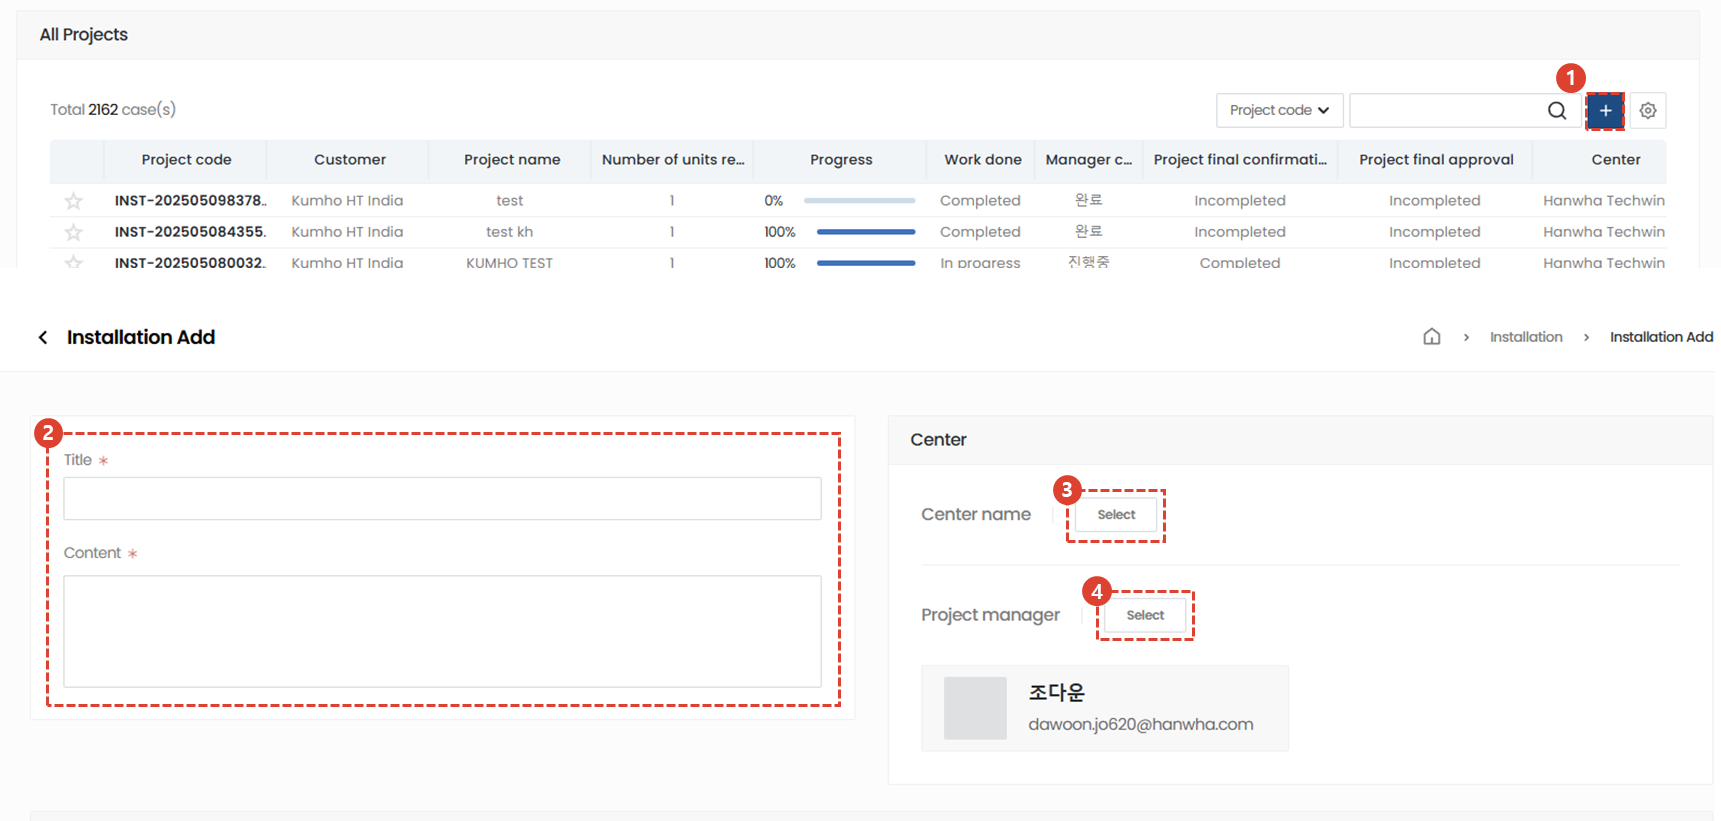 All Projects
1
Total 2162 case(s) Project code +
Project code Customer Project name Number of units re... Progress Work done Manager c... Project final confirmati... Project final approval Center
INST-202505098378.. Kumho HT India test 1 0% Completed 완료 Incompleted Incompleted Hanwha Techwin
INST-202505084355. Kumho HT India test kh 1 100% Completed 완료 Incompleted Incompleted Hanwha Techwin
INST-202505080032. Kumho HT India KUMHO TEST 1 100% In progress 진행중 Completed Incompleted Hanwha Techwin
Installation Add Installation Installation Add
2
Title *
Content *
Center
3
Center name Select
4
Project manager Select
조다운
dawoon.jo620@hanwha.com